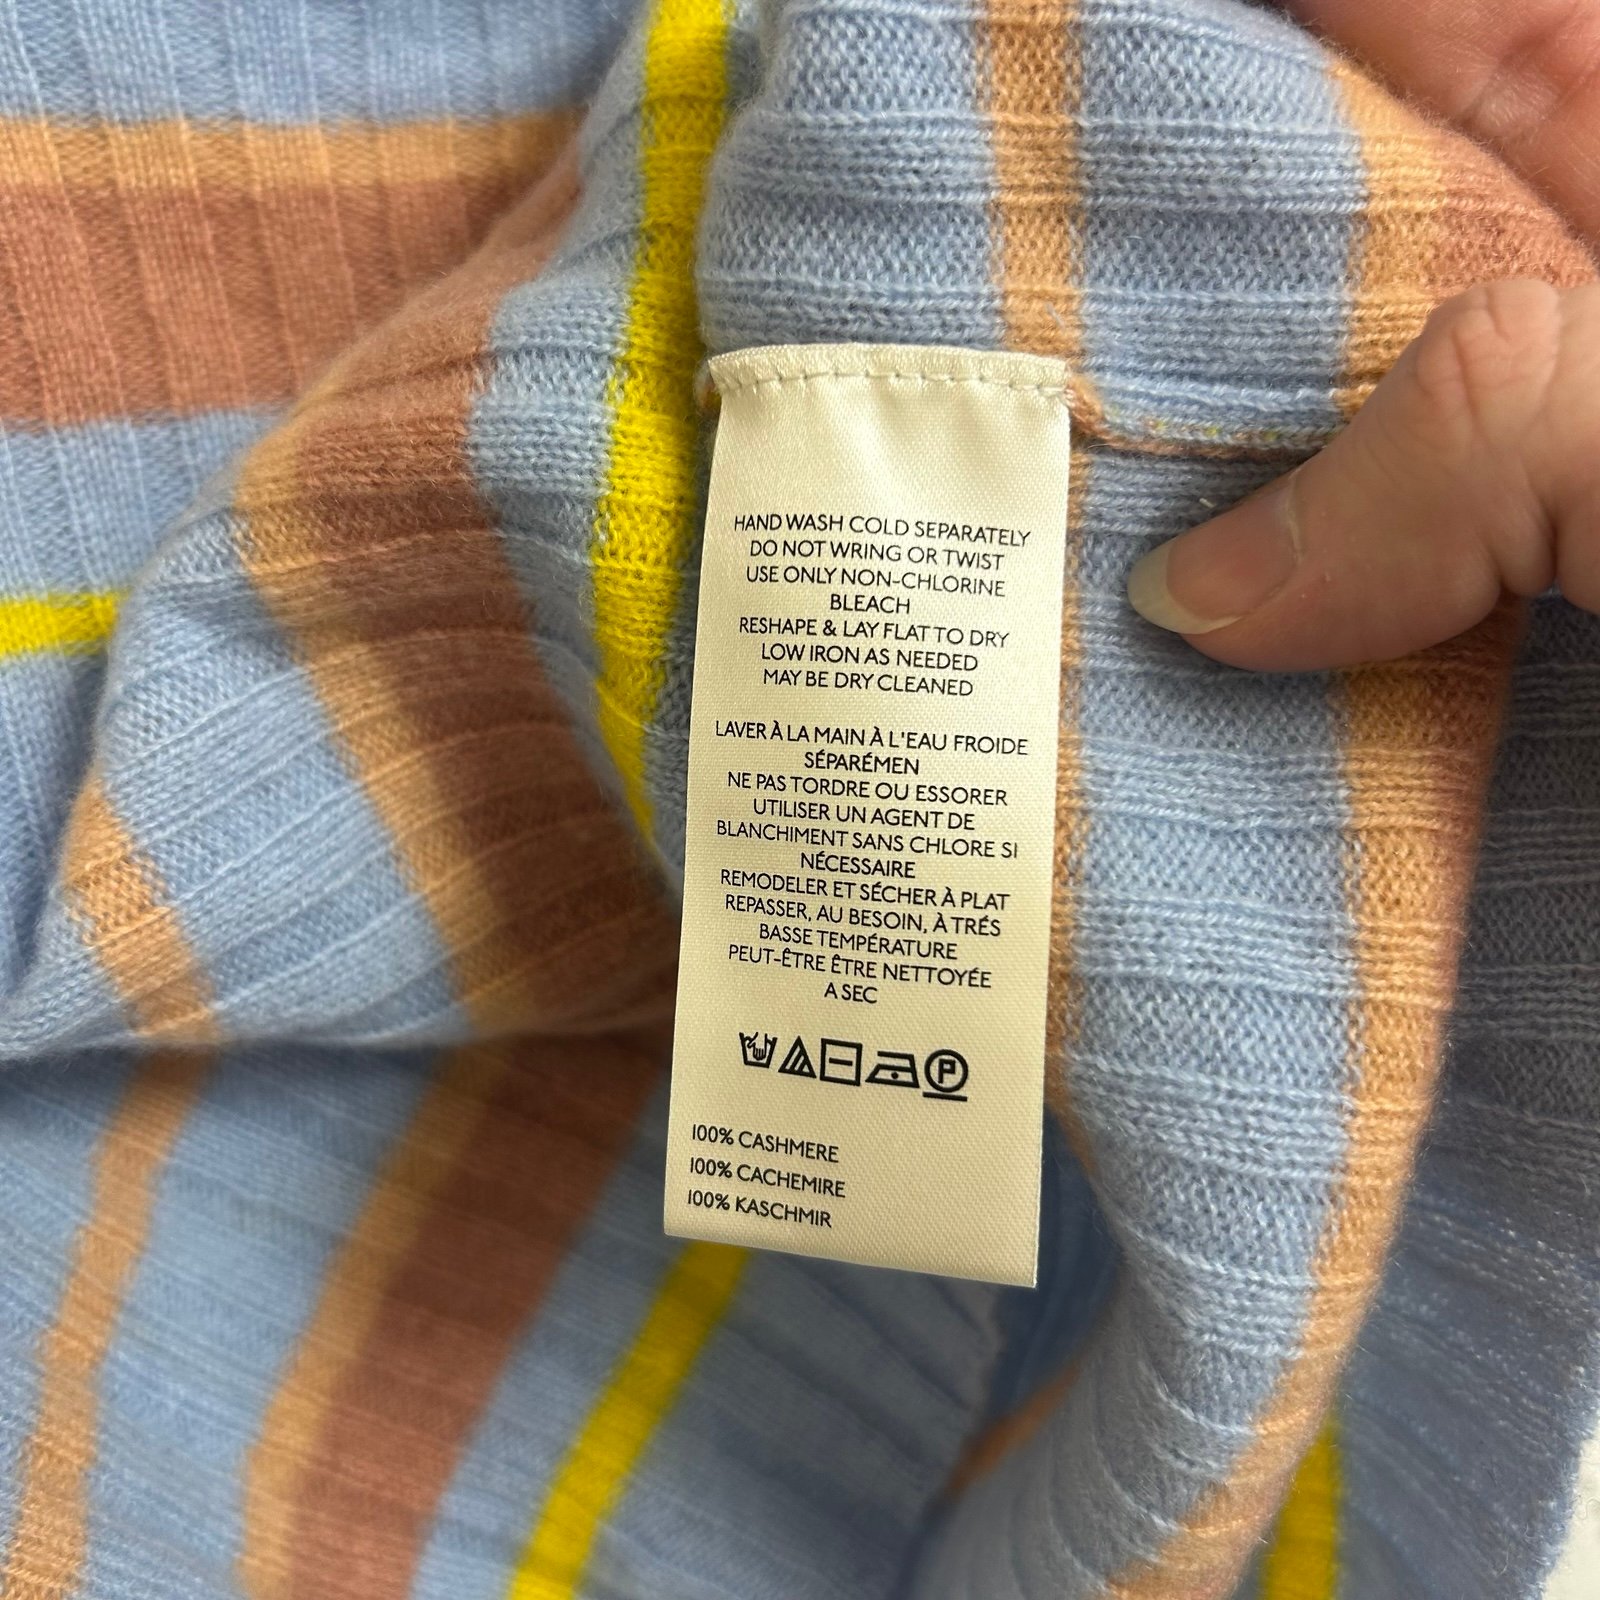 HAND WASH COLD SEPARATELY
DO NOT WRING OR TWIST
USE ONLY NON-CHLORINE
BLEACH
RESHAPE & LAY FLAT TO DRY
LOW IRON AS NEEDED
MAY BE DRY CLEANED
LAVER À LA MAIN À L'EAU FROIDE
SÉPARÉMEN
NE PAS TORDRE OU ESSORER
UTILISER UN AGENT DE
BLANCHIMENT SANS CHLORE SI
NÉCESSAIRE
REMODELER ET SÉCHER À PLAT
REPASSER, AU BESOIN, À TRÉS
BASSE TEMPÉRATURE
PEUT-ÊTRE ÊTRE NETTOYÉE
A SEC
P
100% CASHMERE
100% CACHEMIRE
100% KASCHMIR